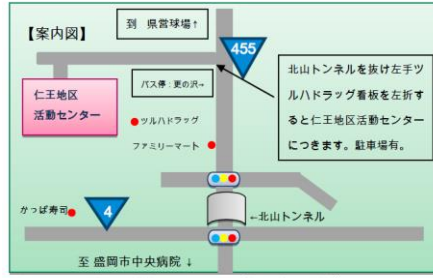 【案内図】
到 県営球場↑
455
バス停：更の沢→
北山トンネルを抜け左手ツ
ルハドラッグ看板を左折す
ると仁王地区活動センター
につきます。駐車場有。
仁王地区
活動センター
ツルハドラッグ
ファミリーマート
かっぱ寿司
4
←北山トンネル
至 盛岡市中央病院 ↓